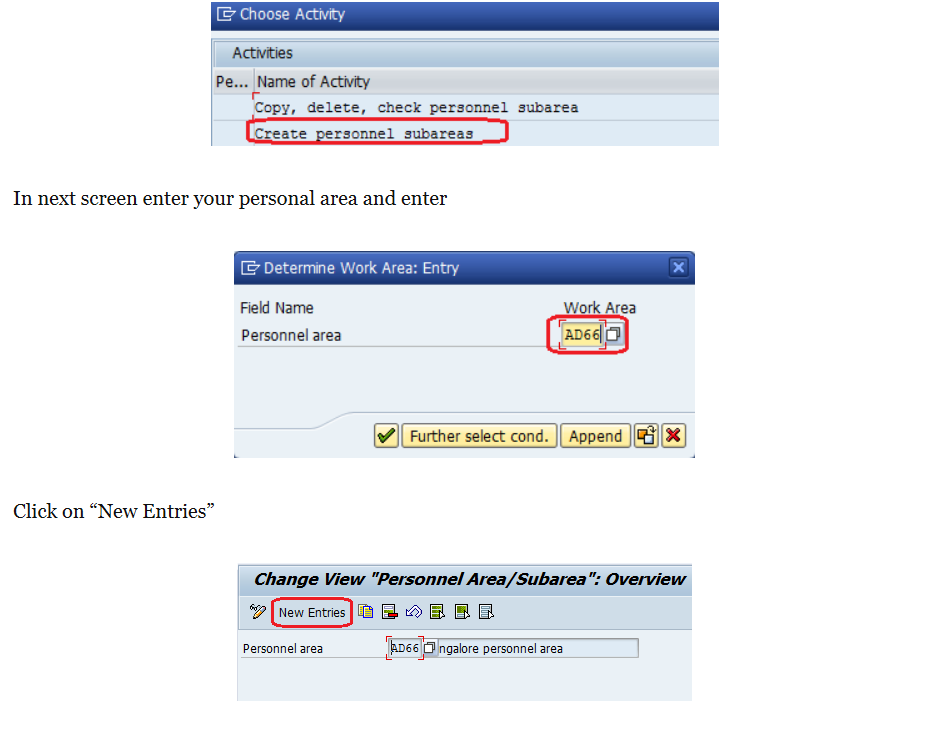 Choose Activity
Activities
Pe... Name of Activity
Copy, delete, check personnel subarea
Create personnel subareas
In next screen enter your personal area and enter
Determine Work Area: Entry
Field Name Work Area
Personnel area AD66
Further select cond. Append
Click on “New Entries”
Change View "Personnel Area/Subarea": Overview
New Entries
Personnel area AD66 ngalore personnel area